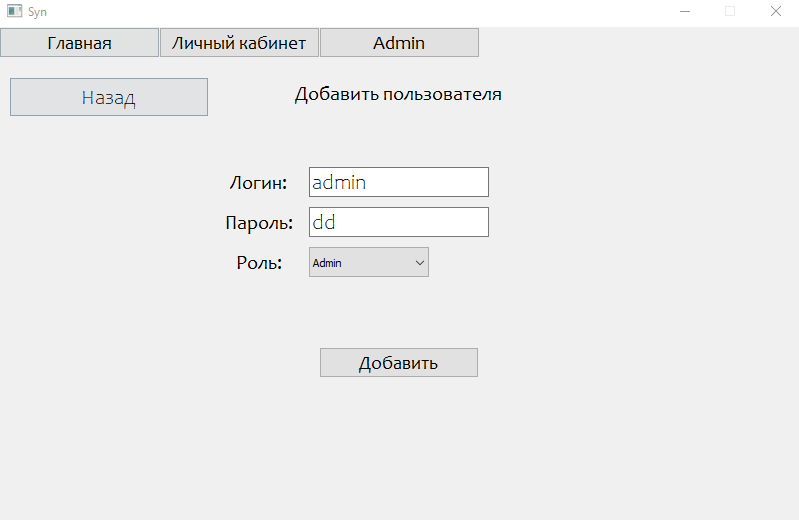 Syn
Главная Личный кабинет Admin
Назад
Добавить пользователя
Логин: admin
Пароль: dd
Роль: Admin
Добавить